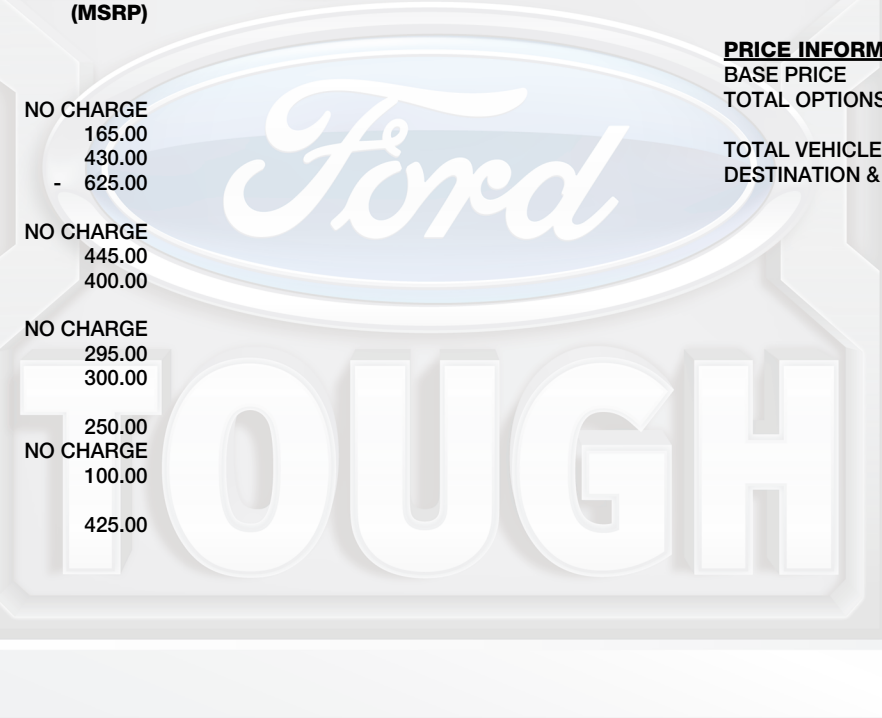 (MSRP)
NO CHARGE
165.00
430.00
- 625.00
NO CHARGE
445.00
400.00
NO CHARGE
295.00
300.00
250.00
NO CHARGE
100.00
425.00
PRICE INFORM
BASE PRICE
TOTAL OPTIONS
TOTAL VEHICLE
DESTINATION &
Ford
TOUGH